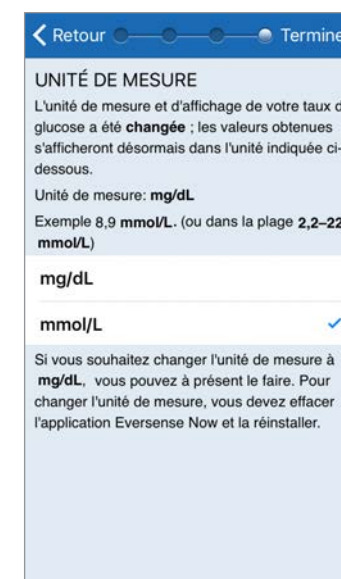 Retour
UNITÉ DE MESURE
L'unité de mesure et d'affichage de votre taux
glucose a été changée ; les valeurs obtenues
s'afficheront désormais dans l'unité indiquée ci-
dessous.
Unité de mesure: mg/dL
Exemple 8,9 mmol/L. (ou dans la plage 2,2–22
mmol/L)
mg/dL
mmol/L
Si vous souhaitez changer l'unité de mesure à
mg/dL, vous pouvez à présent le faire. Pour
changer l'unité de mesure, vous devez effacer
l'application Eversense Now et la réinstaller.